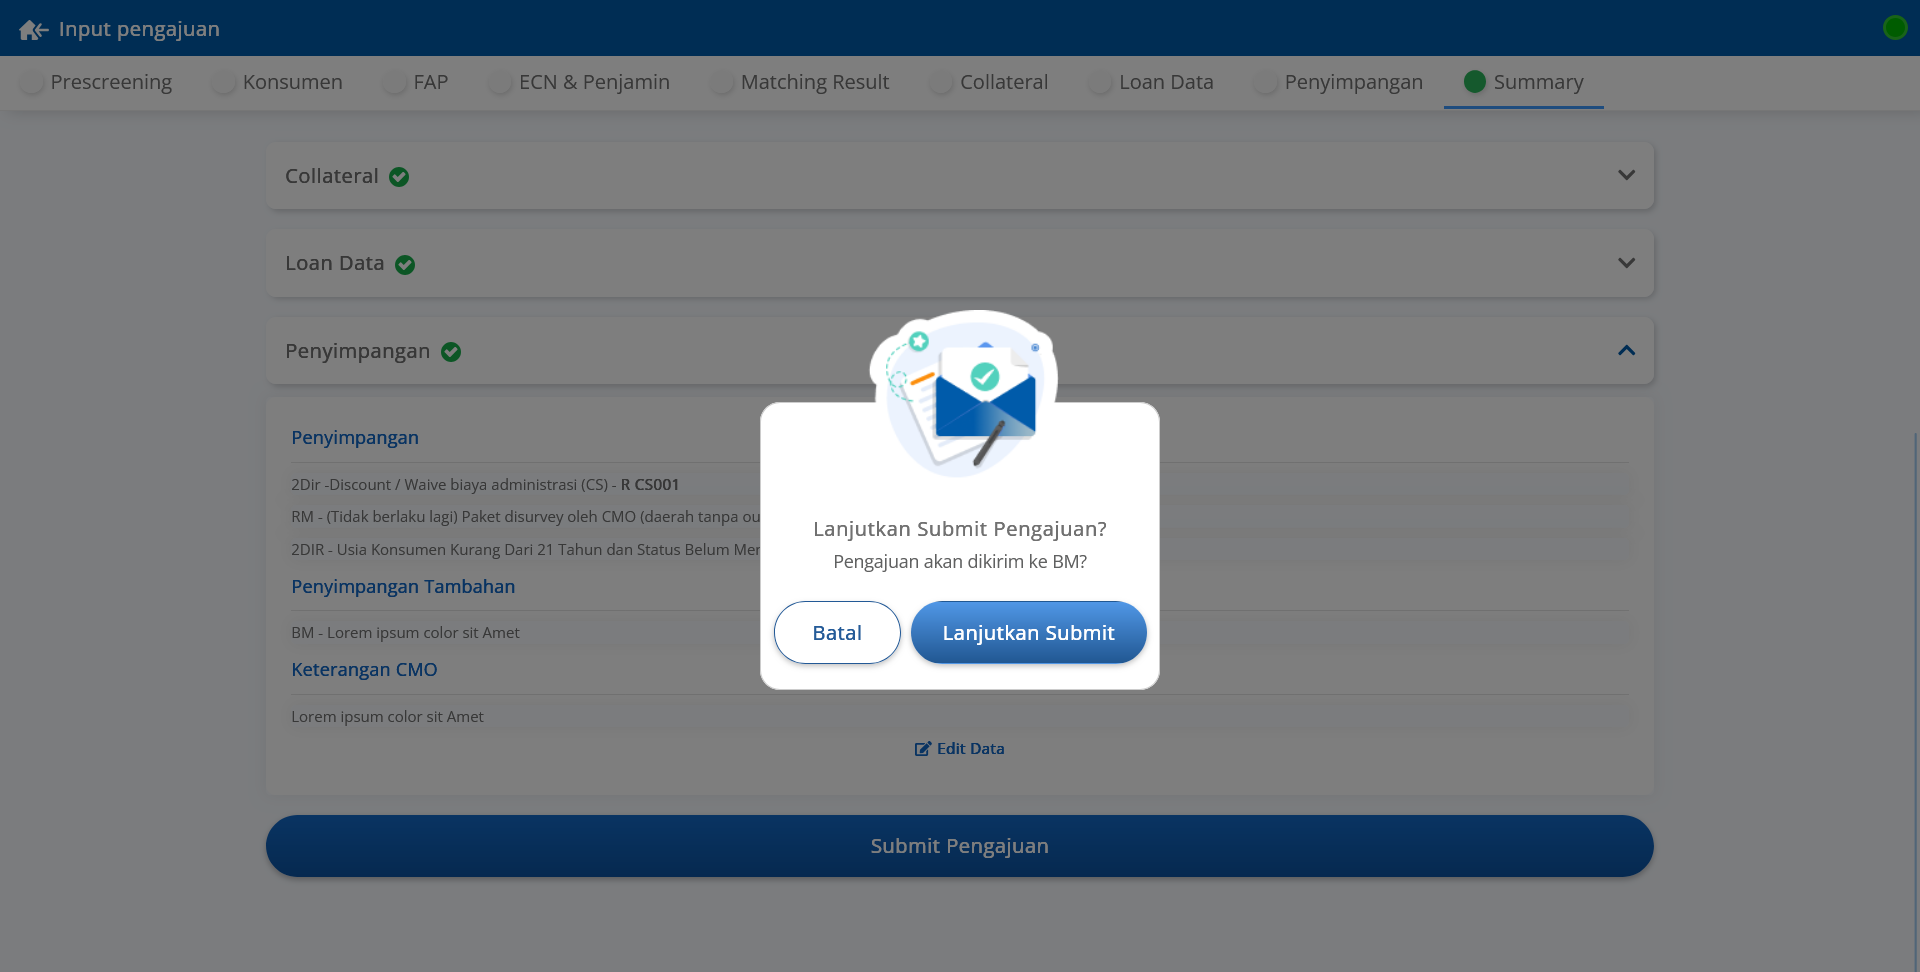 Input pengajuan
Prescreening
Konsumen
FAP
ECN & Penjamin
Matching Result
Collateral
Loan Data
Penyimpangan
Summary
Collateral
Loan Data
Penyimpangan
Penyimpangan
2Dir -Discount / Waive biaya administrasi (CS) - R CS001
RM - (Tidak berlaku lagi) Paket disurvey oleh CMO (daerah tanpa ou
2DIR - Usia Konsumen Kurang Dari 21 Tahun dan Status Belum Mer
Penyimpangan Tambahan
BM - Lorem ipsum color sit Amet
Keterangan CMO
Lorem ipsum color sit Amet
Edit Data
Submit Pengajuan
Lanjutkan Submit Pengajuan?
Pengajuan akan dikirim ke BM?
Batal
Lanjutkan Submit